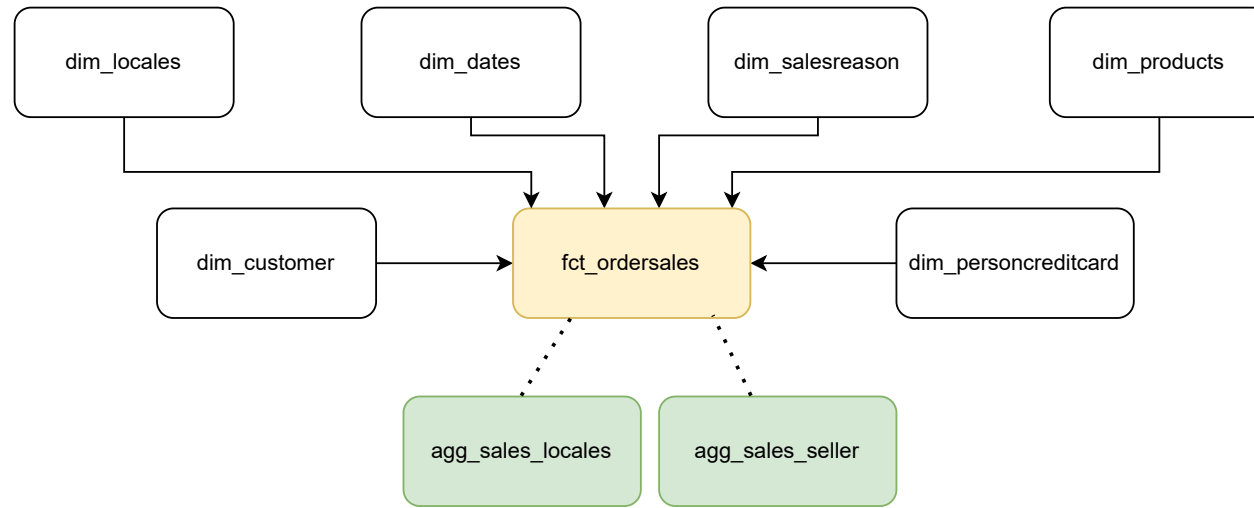 dim_locales
dim_dates
dim_salesreason
dim_products
dim_customer
fct_ordersales
dim_personcreditcard
agg_sales_locales
agg_sales_seller